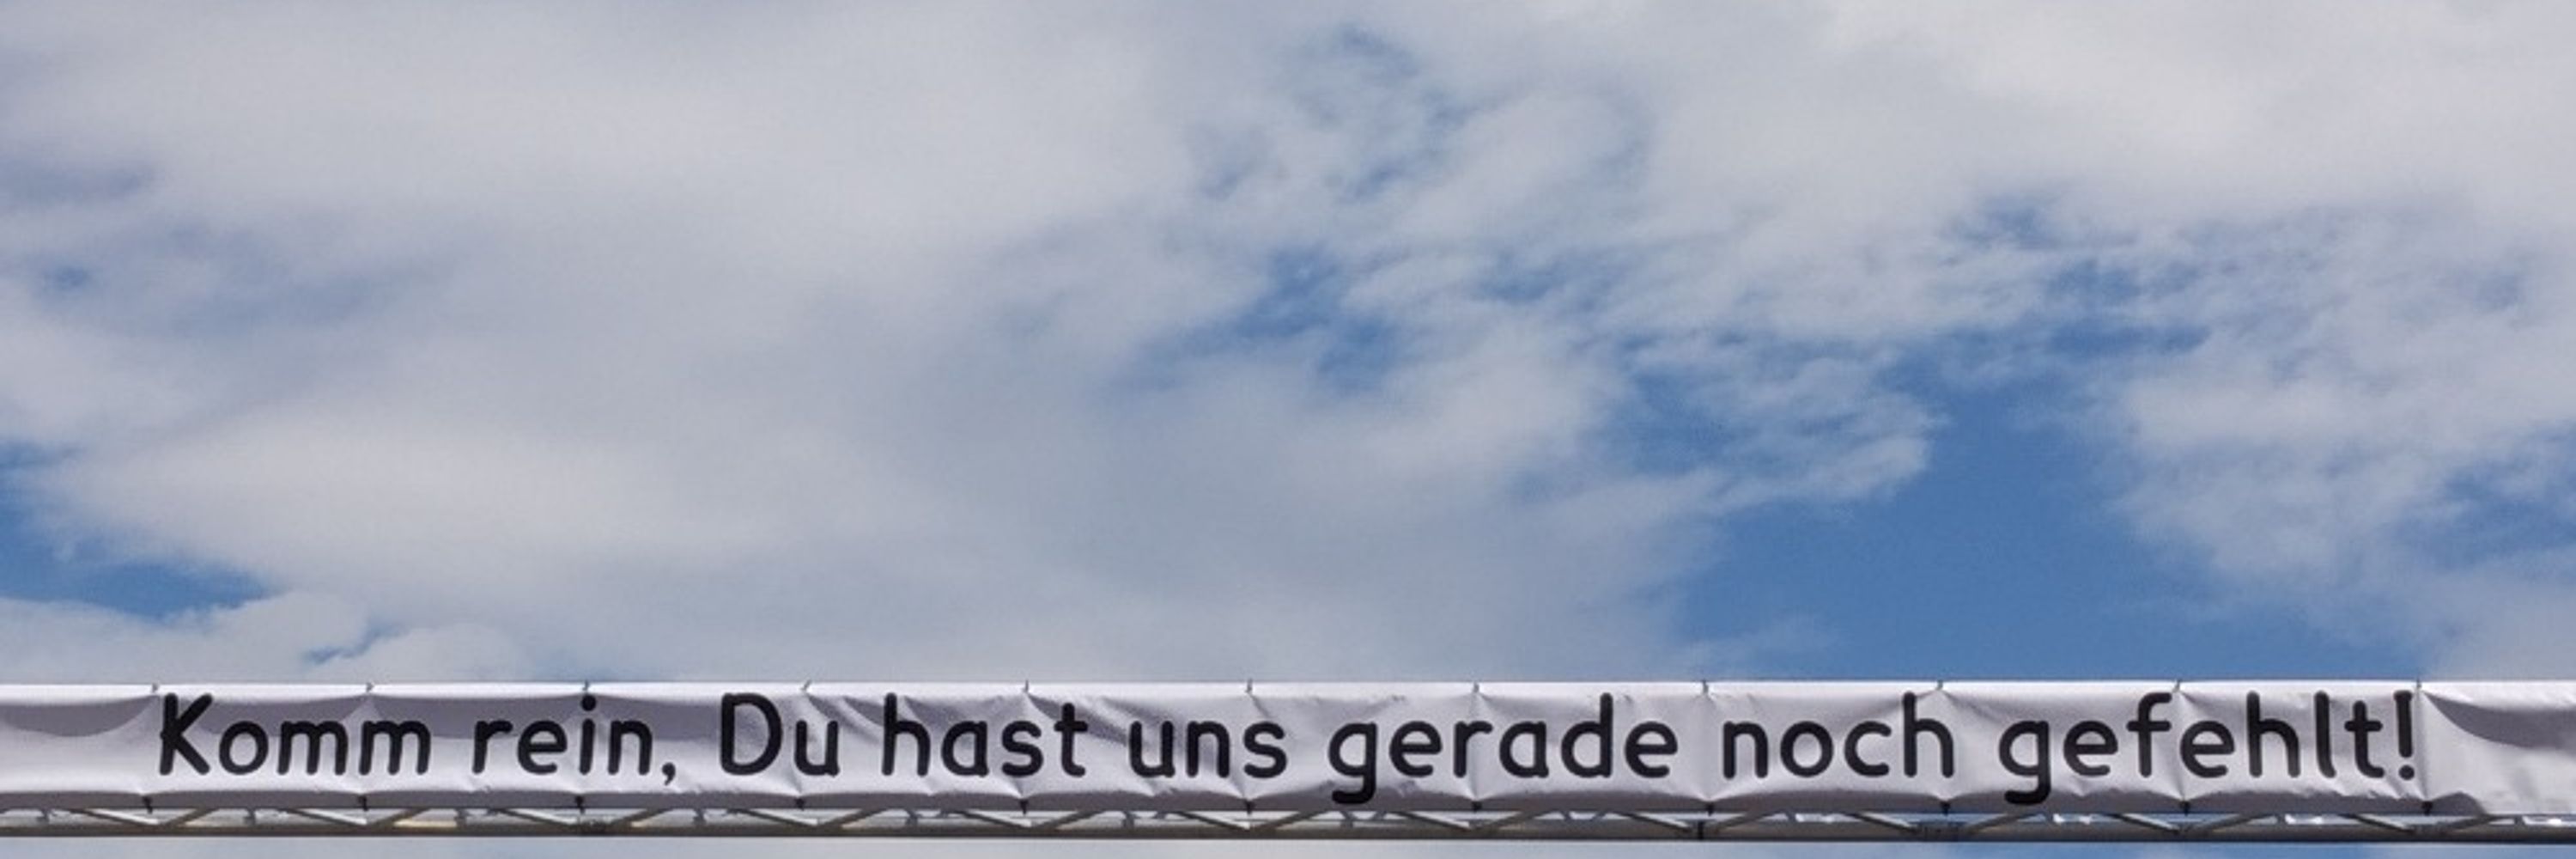 Komm rein, Du hast uns gerade noch gefehlt!